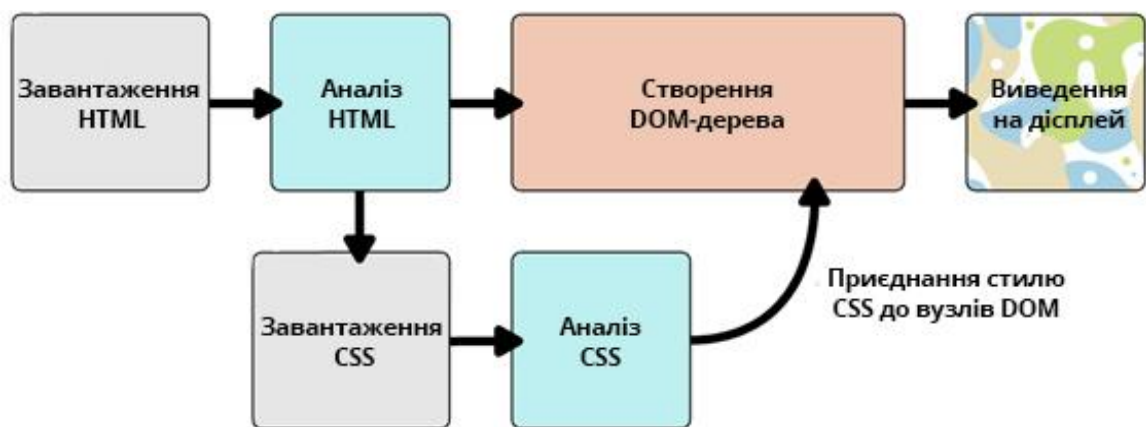 Завантаження
HTML
Аналіз
HTML
Створення
DOM-дерева
Виведення
на дісплей
Завантаження
CSS
Аналіз
CSS
Приєднання стилю
CSS до вузлів DOM